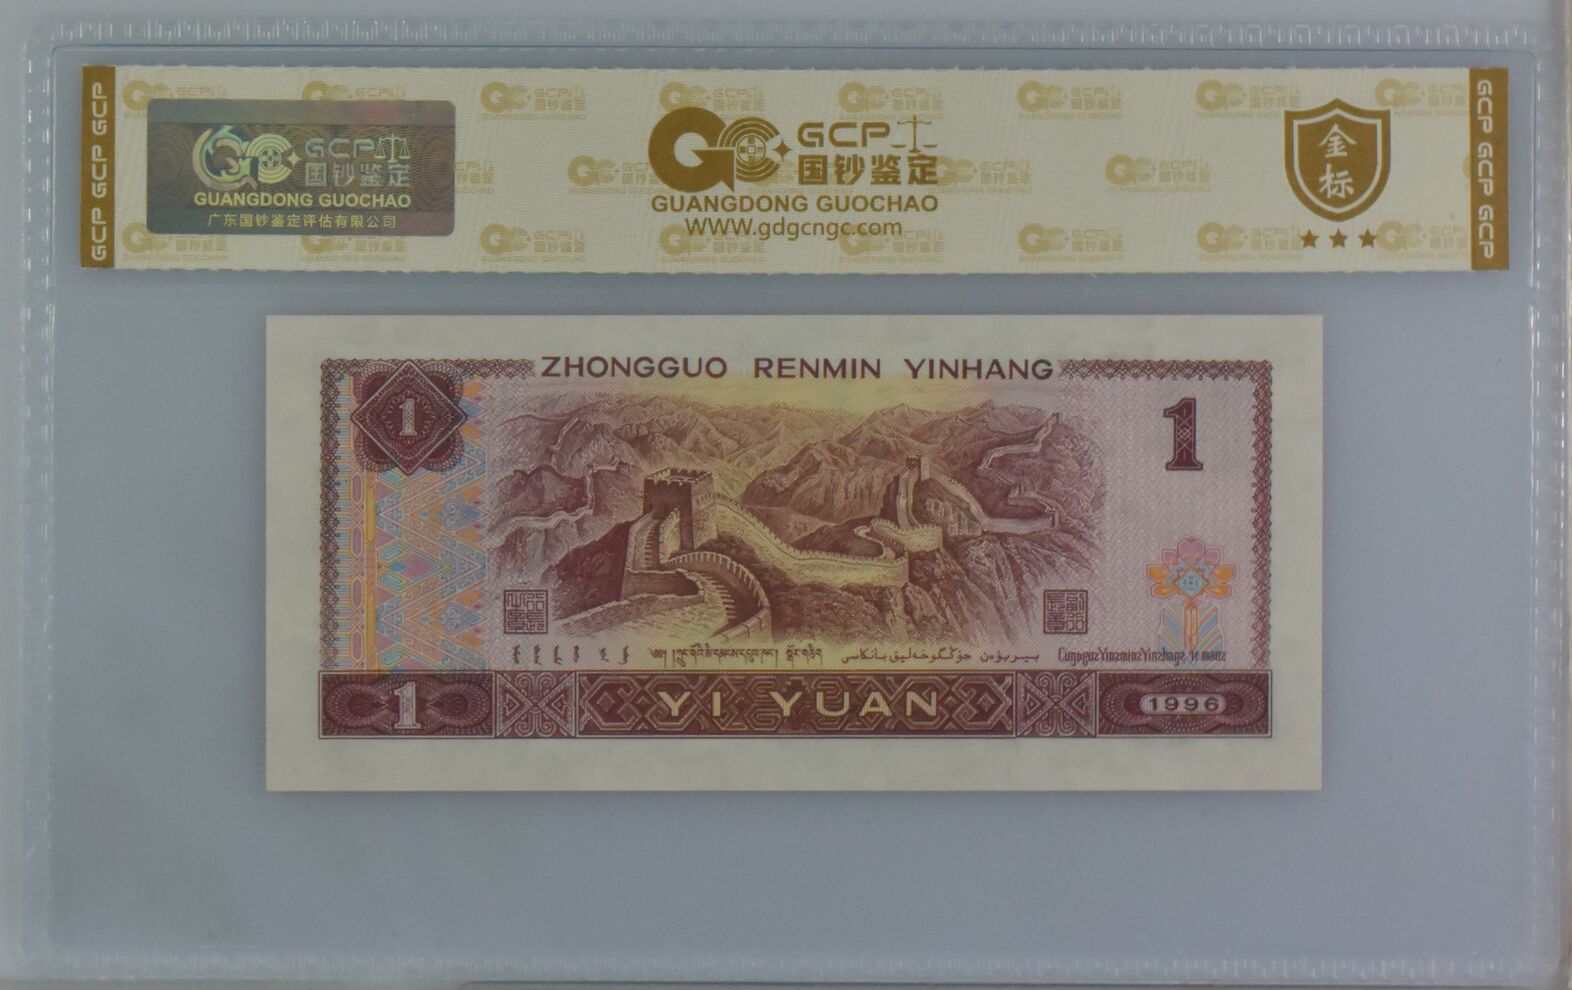 GCP GCP GCP
GCP
国钞鉴定
GUANGDONG GUOCHAO
广东国钞鉴定评估有限公司
GCP
国钞鉴定
GUANGDONG GUOCHAO
WWW.gdgcngc.com
金标
★★★
GCP GCP GCP
ZHONGGUO RENMIN YINHANG
1
1
1
YI YUAN
1996